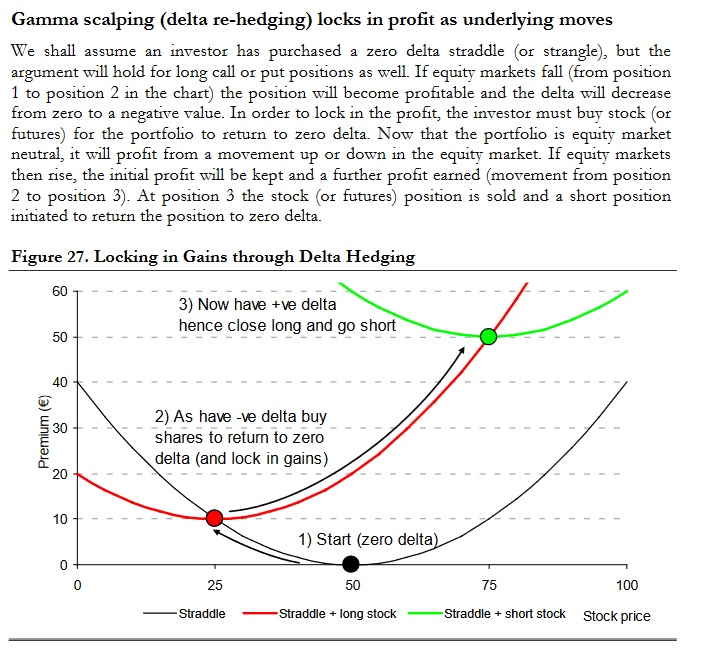 Gamma scalping (delta re-hedging) locks in profit as underlying moves
We shall assume an investor has purchased a zero delta straddle (or strangle), but the
argument will hold for long call or put positions as well. If equity markets fall (from position
1 to position 2 in the chart) the position will become profitable and the delta will decrease
from zero to a negative value. In order to lock in the profit, the investor must buy stock (or
futures) for the portfolio to return to zero delta. Now that the portfolio is equity market
neutral, it will profit from a movement up or down in the equity market. If equity markets
then rise, the initial profit will be kept and a further profit earned (movement from position
2 to position 3). At position 3 the stock (or futures) position is sold and a short position
initiated to return the position to zero delta.
Figure 27. Locking in Gains through Delta Hedging
Premium (€)
60
50
40
30
20
10
0
3) Now have +ve delta
hence close long and go short
2) As have -ve delta buy
shares to return to zero
delta (and lock in gains)
1) Start (zero delta)
0 25 50 75 100
Straddle Straddle + long stock Straddle + short stock Stock price